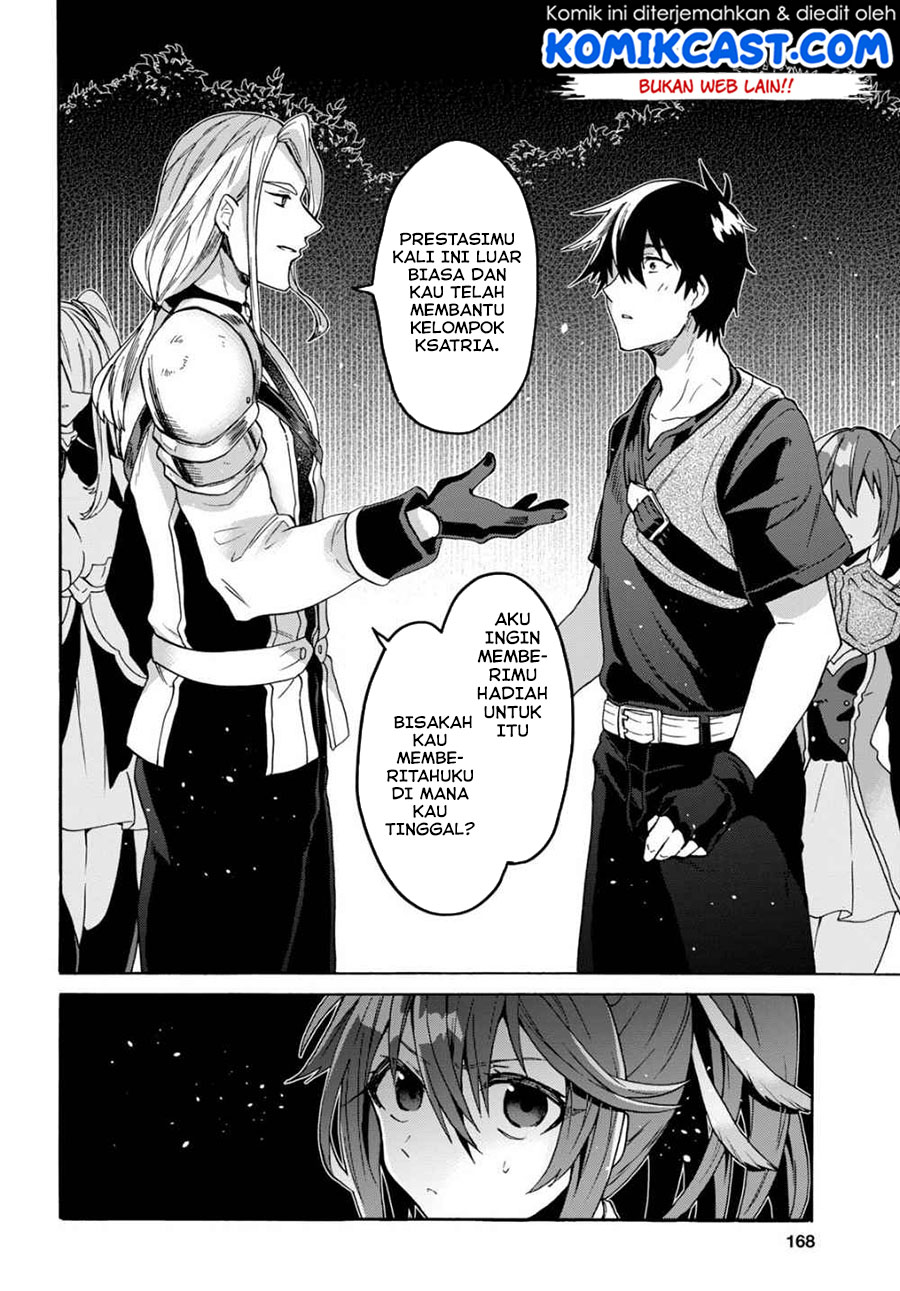 Komik ini diterjemahkan & diedit oleh
KOMIKCAST.COM
BUKAN WEB LAIN!!
PRESTASIMU
KALI INI LUAR
BIASA DAN
KAU TELAH
MEMBANTU
KELOMPOK
KSATRIA.
AKU
INGIN
MEMBE-
RIMU
HADIAH
UNTUK
ITU
BISAKAH
KAU
MEMBE-
RITAHUKU
DI MANA
KAU
TINGGAL?
168